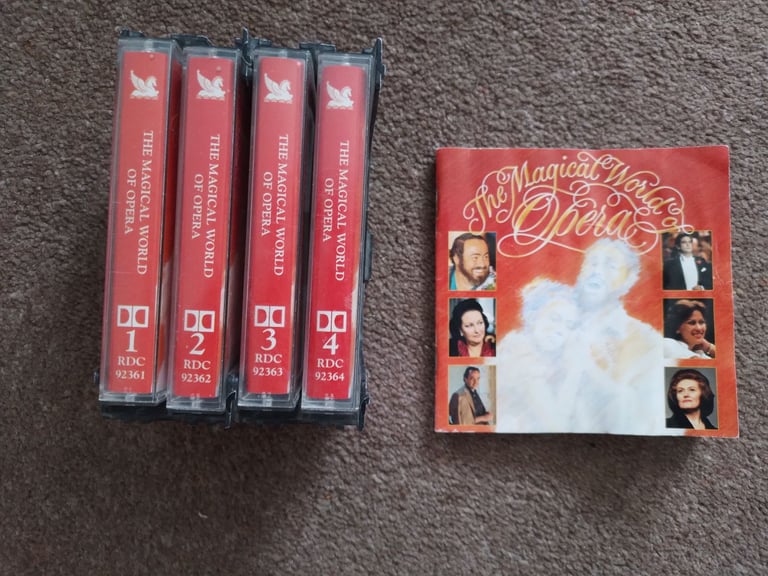 THE MAGICAL WORLD
OF OPERA
1
RDC
92361
THE MAGICAL WORLD
OF OPERA
2
RDC
92362
THE MAGICAL WORLD
OF OPERA
3
RDC
92363
THE MAGICAL WORLD
OF OPERA
4
RDC
92364
The Magical World of
Opera